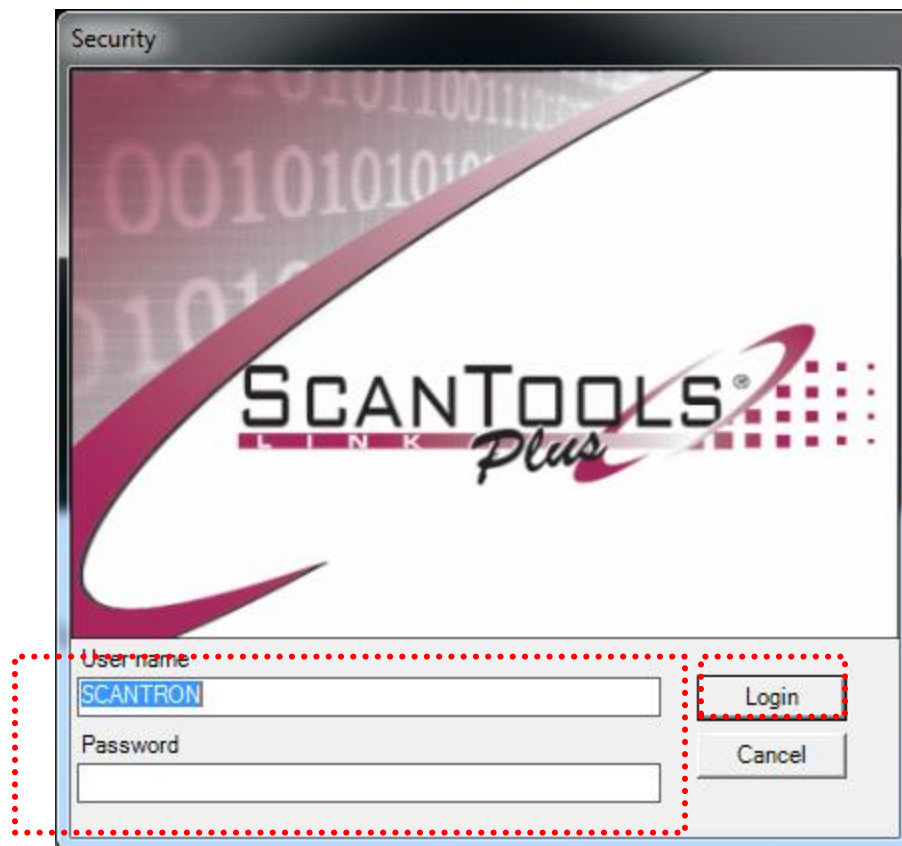 Security
SCANTOOLS®
LINK Plus
User name
SCANTRON
Login
Password
Cancel